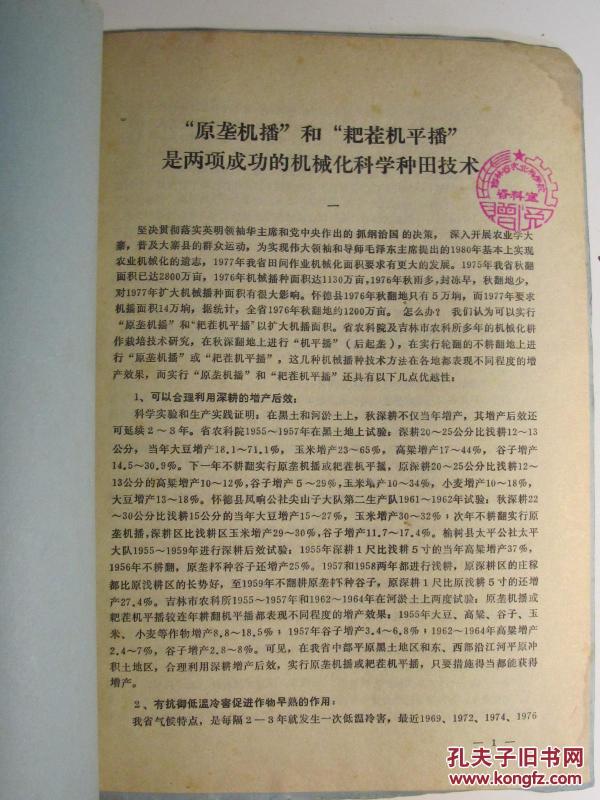 “原垄机播”和“耙茬机平播”
是两项成功的机械化科学种田技术
吉林省农业科学院
资料室
赠阅
一
坚决贯彻落实英明领袖华主席和党中央作出的 抓纲治国 的决策， 深入开展农业学大
寨，普及大寨县的群众运动，为实现伟大领袖和导师毛泽东主席提出的1980年基本上实现
农业机械化的遗志，1977年我省田间作业机械化面积要求有更大的发展。1975年我省秋翻
面积已达2800万亩，1976年机械播种面积达1130万亩，1976年秋雨多，封冻早，秋翻地少，
对1977年扩大机械播种面积有很大影响。怀德县1976年秋翻地只有5万垧，而1977年要求
机播面积14万垧，据统计，全省1976年秋翻地约1200万亩。 怎么办？ 我们认为可以实行
“原垄机播”和“耙茬机平播”以扩大机播面积。省农科院及吉林市农科所多年的机械化耕
作栽培技术研究，在秋深翻地上进行“机平播”（后起垄），在实行轮翻的不耕翻地上进
行“原垄机播”或“耙茬机平播”，这几种机械播种技术方法在各地都表现不同程度的增
产效果，而实行“原垄机播”和“耙茬机平播”还具有以下几点优越性：
1、可以合理利用深耕的增产后效：
科学实验和生产实践证明：在黑土和河淤土上，秋深耕不仅当年增产，其增产后效还
可延续2～3年。省农科院1955～1957年在黑土地上试验：深耕20～25公分比浅耕12～13
公分，当年大豆增产18.1～71.1%，玉米增产23～65%，高粱增产17～44%，谷子增产
14.5～30.9%。下一年不耕翻实行原垄机播或耙茬机平播，原深耕20～25公分比浅耕12～
13公分的高粱增产10～12%，谷子增产5～29%，玉米增产10～34%，小麦增产10～18%，
大豆增产13～18%。怀德县凤响公社尖山子大队第二生产队1961～1962年试验：秋深耕22
～30公分比浅耕15公分的当年大豆增产15～27%，玉米增产30～32%；次年不耕翻实行原
垄机播，深耕区比浅耕区玉米增产29～30%，谷子增产11.7～17.4%。榆树县太平公社太平
大队1955～1959年进行深耕后效试验：1955年深耕1尺比浅耕5寸的当年高粱增产37%，
1956年不耕翻，原垄扌不种谷子还增产25%。1957和1958两年都进行浅耕，原深耕区的庄稼
都比原浅耕区的长势好，至1959年不翻耕原垄扌不种谷子，原深耕1尺比原浅耕5寸的还增
产27.4%。吉林市农科所1955～1957年和1962～1964年在河淤土上两度试验：原垄机播或
耙茬机平播较连年耕翻机平播都表现不同程度的增产效果：1955年大豆、高粱、谷子、玉
米、小麦等作物增产8.8～18.5%；1957年谷子增产3.4～6.8%；1962～1964年高粱增产
2.4～7%，谷子增产2.8～8%。可见，在我省中部平原黑土地区和东、西部沿江河平原冲
积土地区，合理利用深耕增产后效，实行原垄机播或耙茬机平播，只要措施得当都能获得
增产。
2、有抗御低温冷害促进作物早熟的作用：
我省气候特点，是每隔2—3年就发生一次低温冷害，最近1969、1972、1974、1976
— 1 —
孔夫子旧书网
www.kongfz.com